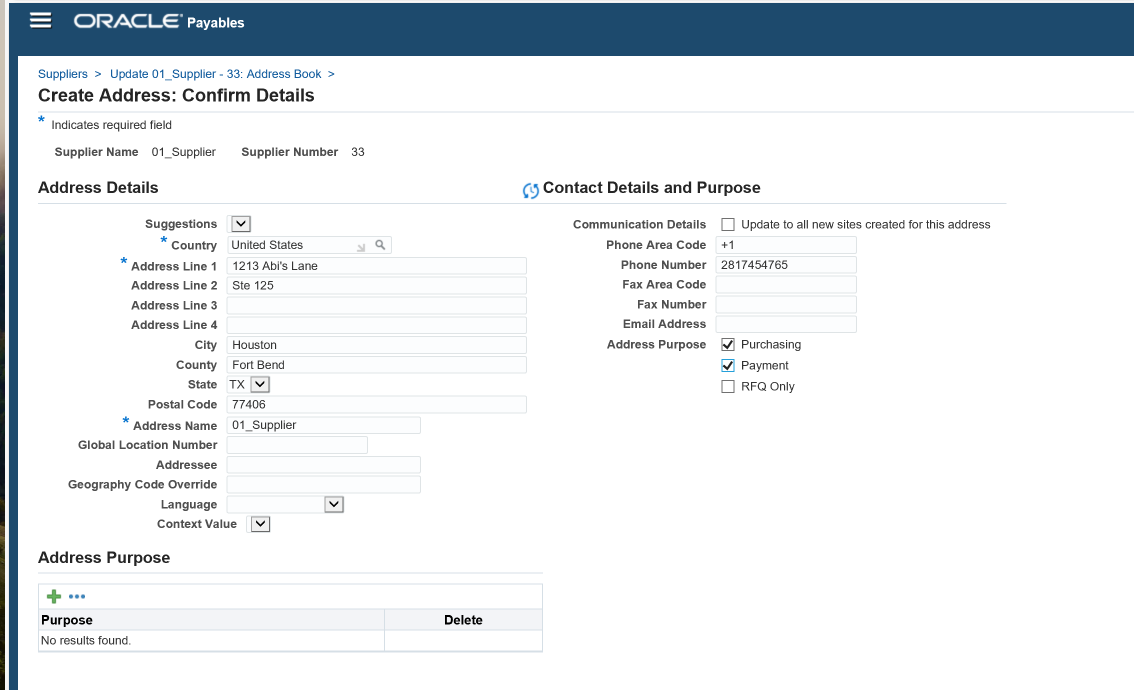 ORACLE® Payables
Suppliers > Update 01_Supplier - 33: Address Book >
Create Address: Confirm Details
* Indicates required field
Supplier Name 01_Supplier Supplier Number 33
Address Details
Suggestions
* Country United States
* Address Line 1 1213 Abi's Lane
Address Line 2 Ste 125
Address Line 3
Address Line 4
City Houston
County Fort Bend
State TX
Postal Code 77406
* Address Name 01_Supplier
Global Location Number
Addressee
Geography Code Override
Language
Context Value
Contact Details and Purpose
Communication Details Update to all new sites created for this address
Phone Area Code +1
Phone Number 2817454765
Fax Area Code
Fax Number
Email Address
Address Purpose Purchasing
Payment
RFQ Only
Address Purpose
Purpose Delete
No results found.